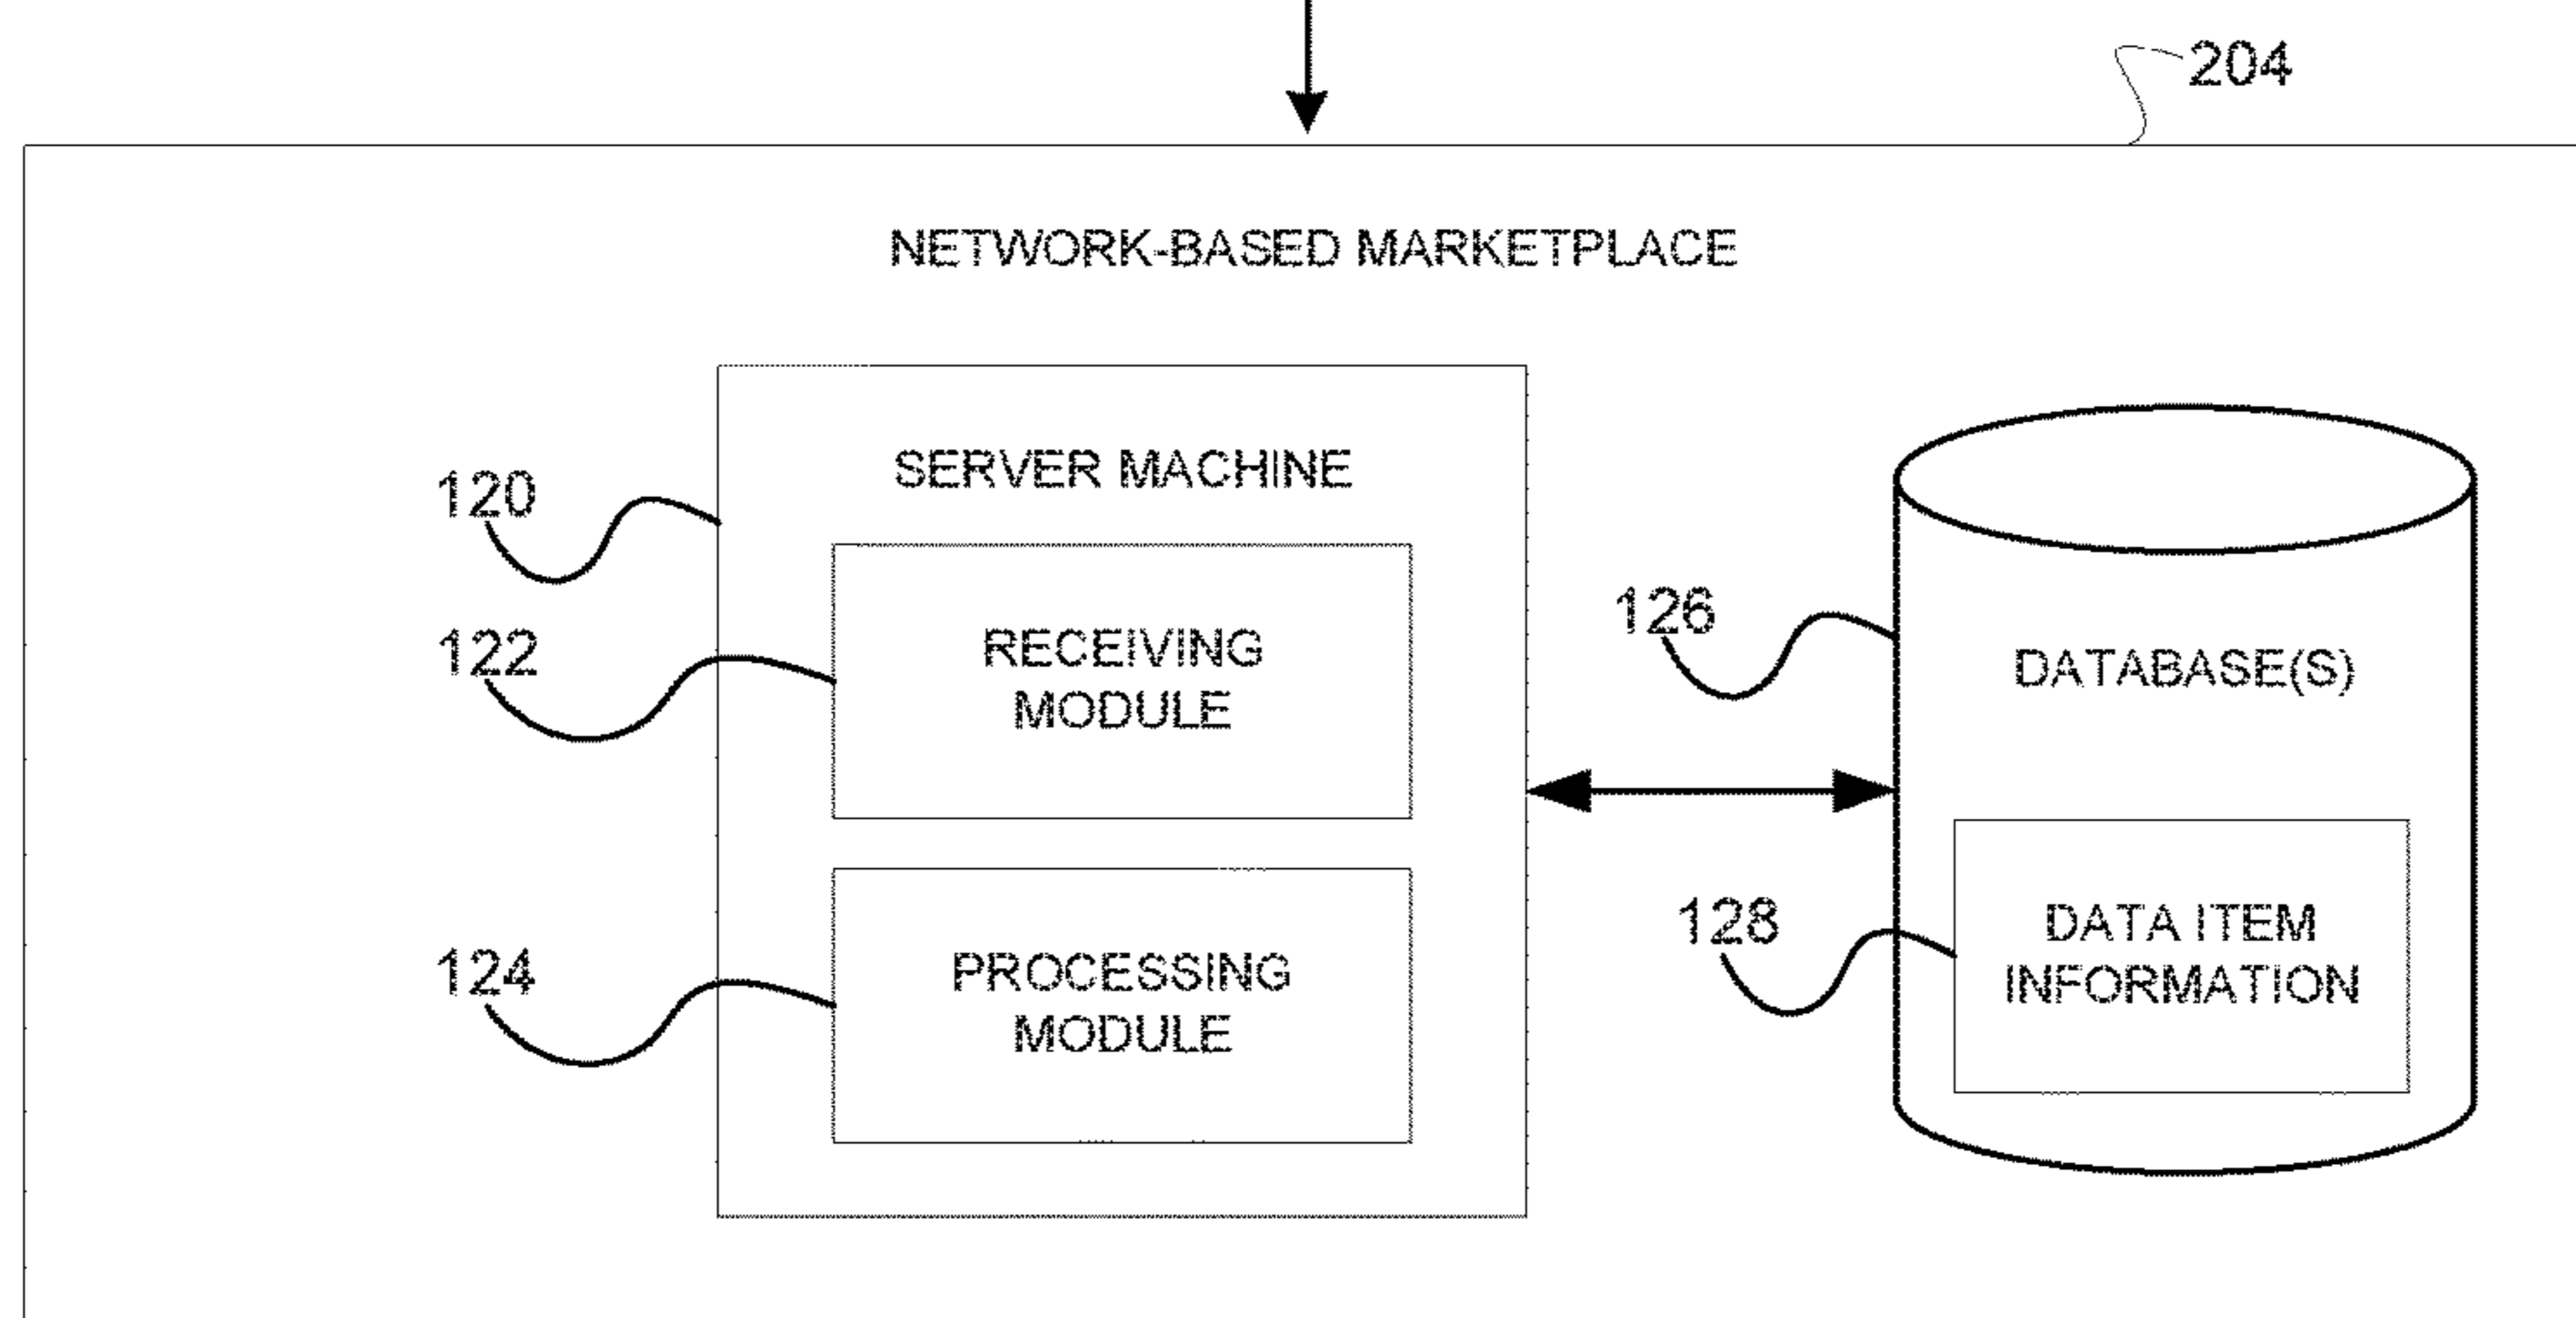 204
NETWORK-BASED MARKETPLACE
SERVER MACHINE
120
122
RECEIVING
MODULE
124
PROCESSING
MODULE
126
DATABASE(S)
128
DATA ITEM
INFORMATION